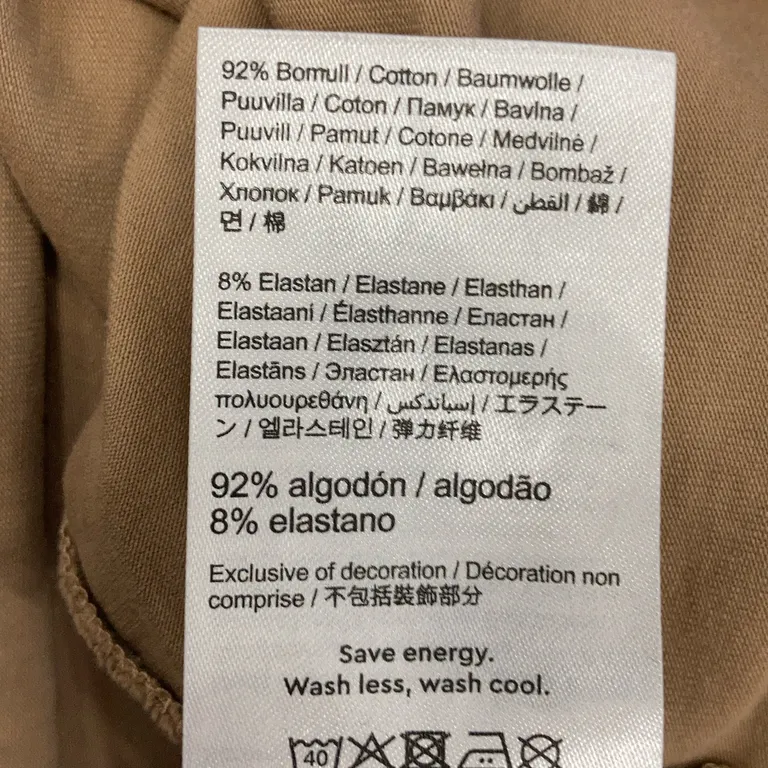 92% Bomull / Cotton / Baumwolle /
Puuvilla / Coton / Памук / Bavlna /
Puuvill / Pamut / Cotone / Medvilnė /
Kokvilna / Katoen / Bawełna / Bombaž /
Хлопок / Pamuk / Βαμβάκι / القطن / 綿 /
면 / 棉
8% Elastan / Elastane / Elasthan /
Elastaani / Élasthanne / Еластан /
Elastaan / Elasztán / Elastanas /
Elastāns / Эластан / Ελαστομερής
πολυουρεθάνη / إسباندكس / エラステー
ン / 엘라스테인 / 弹力纤维
92% algodón / algodão
8% elastano
Exclusive of decoration / Décoration non
comprise / 不包括裝飾部分
Save energy.
Wash less, wash cool.
40